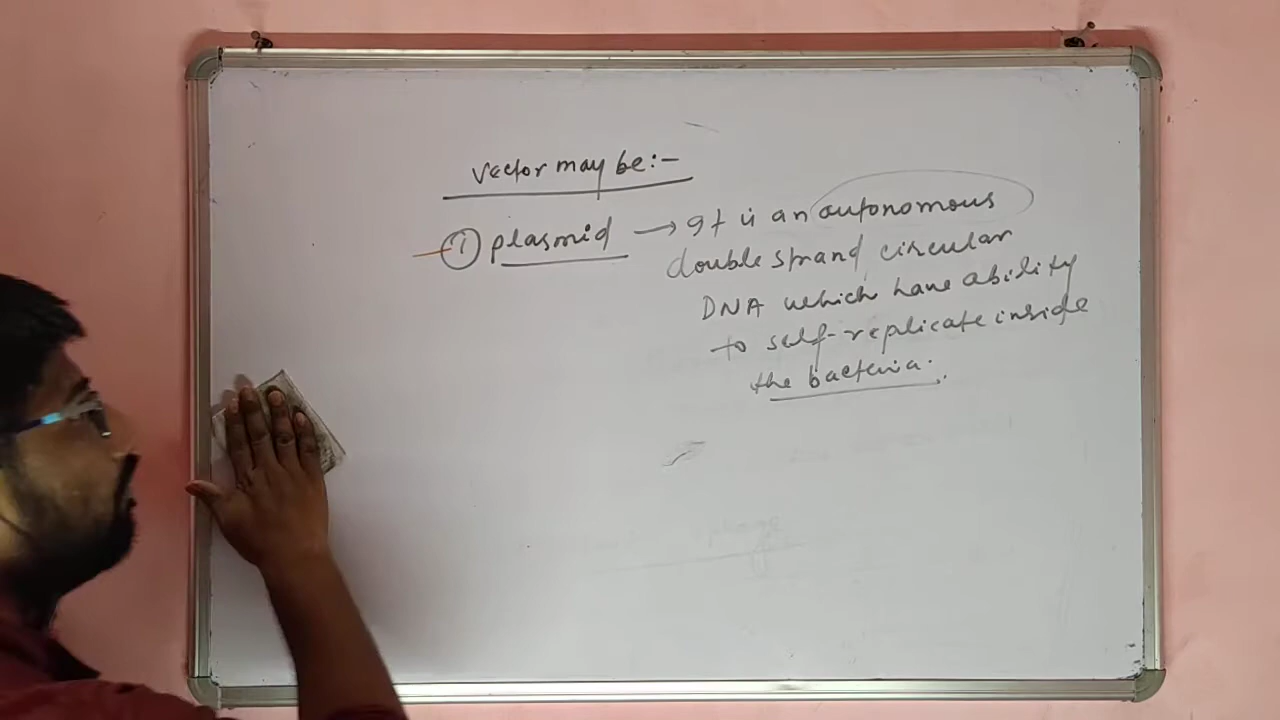 vector may be:-
① plasmid → It is an autonomous
double strand circular
DNA which have ability
to self-replicate inside
the bacteria.